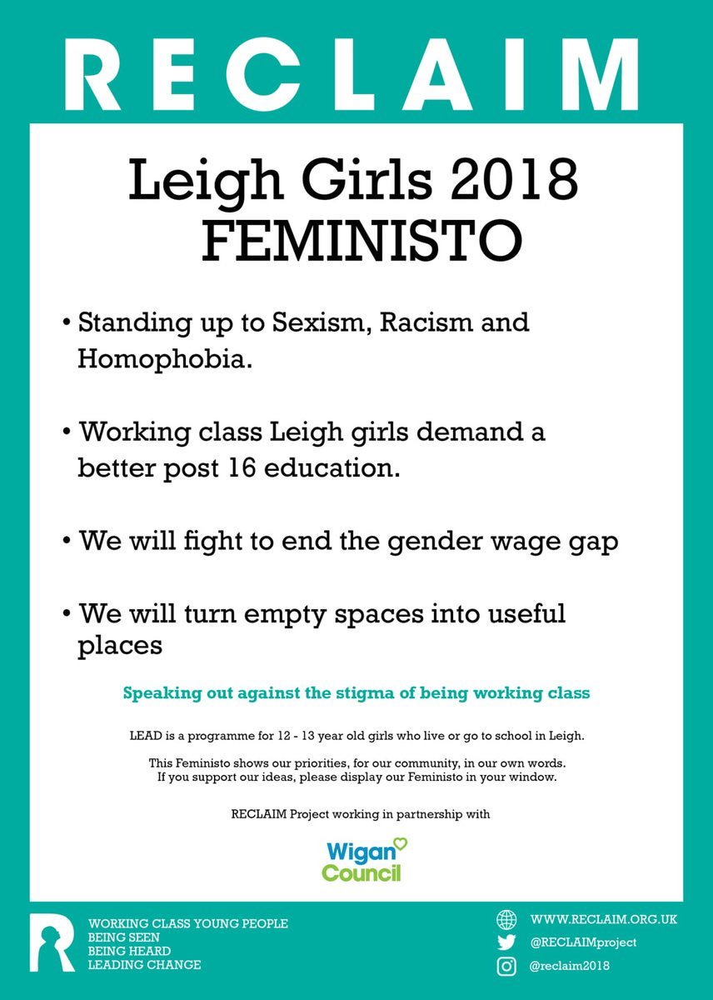 RECLAIM
Leigh Girls 2018
FEMINISTO
• Standing up to Sexism, Racism and
Homophobia.
• Working class Leigh girls demand a
better post 16 education.
• We will fight to end the gender wage gap
• We will turn empty spaces into useful
places
Speaking out against the stigma of being working class
LEAD is a programme for 12 - 13 year old girls who live or go to school in Leigh.
This Feministo shows our priorities, for our community, in our own words.
If you support our ideas, please display our Feministo in your window.
RECLAIM Project working in partnership with
Wigan
Council
R
WORKING CLASS YOUNG PEOPLE
BEING SEEN
BEING HEARD
LEADING CHANGE
WWW.RECLAIM.ORG.UK
@RECLAIMproject
@reclaim2018